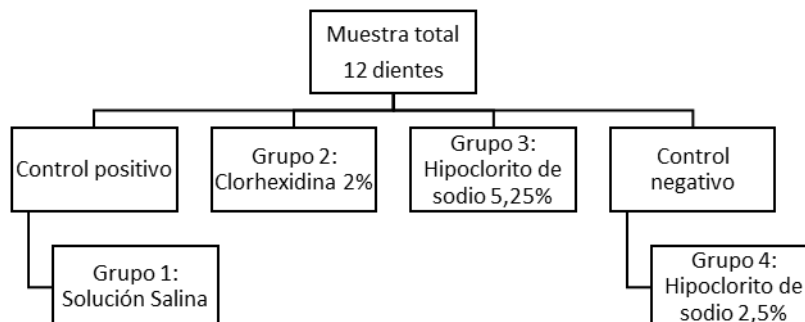 Muestra total
12 dientes
Control positivo
Grupo 2:
Clorhexidina 2%
Grupo 3:
Hipoclorito de
sodio 5,25%
Control
negativo
Grupo 1:
Solución Salina
Grupo 4:
Hipoclorito de
sodio 2,5%